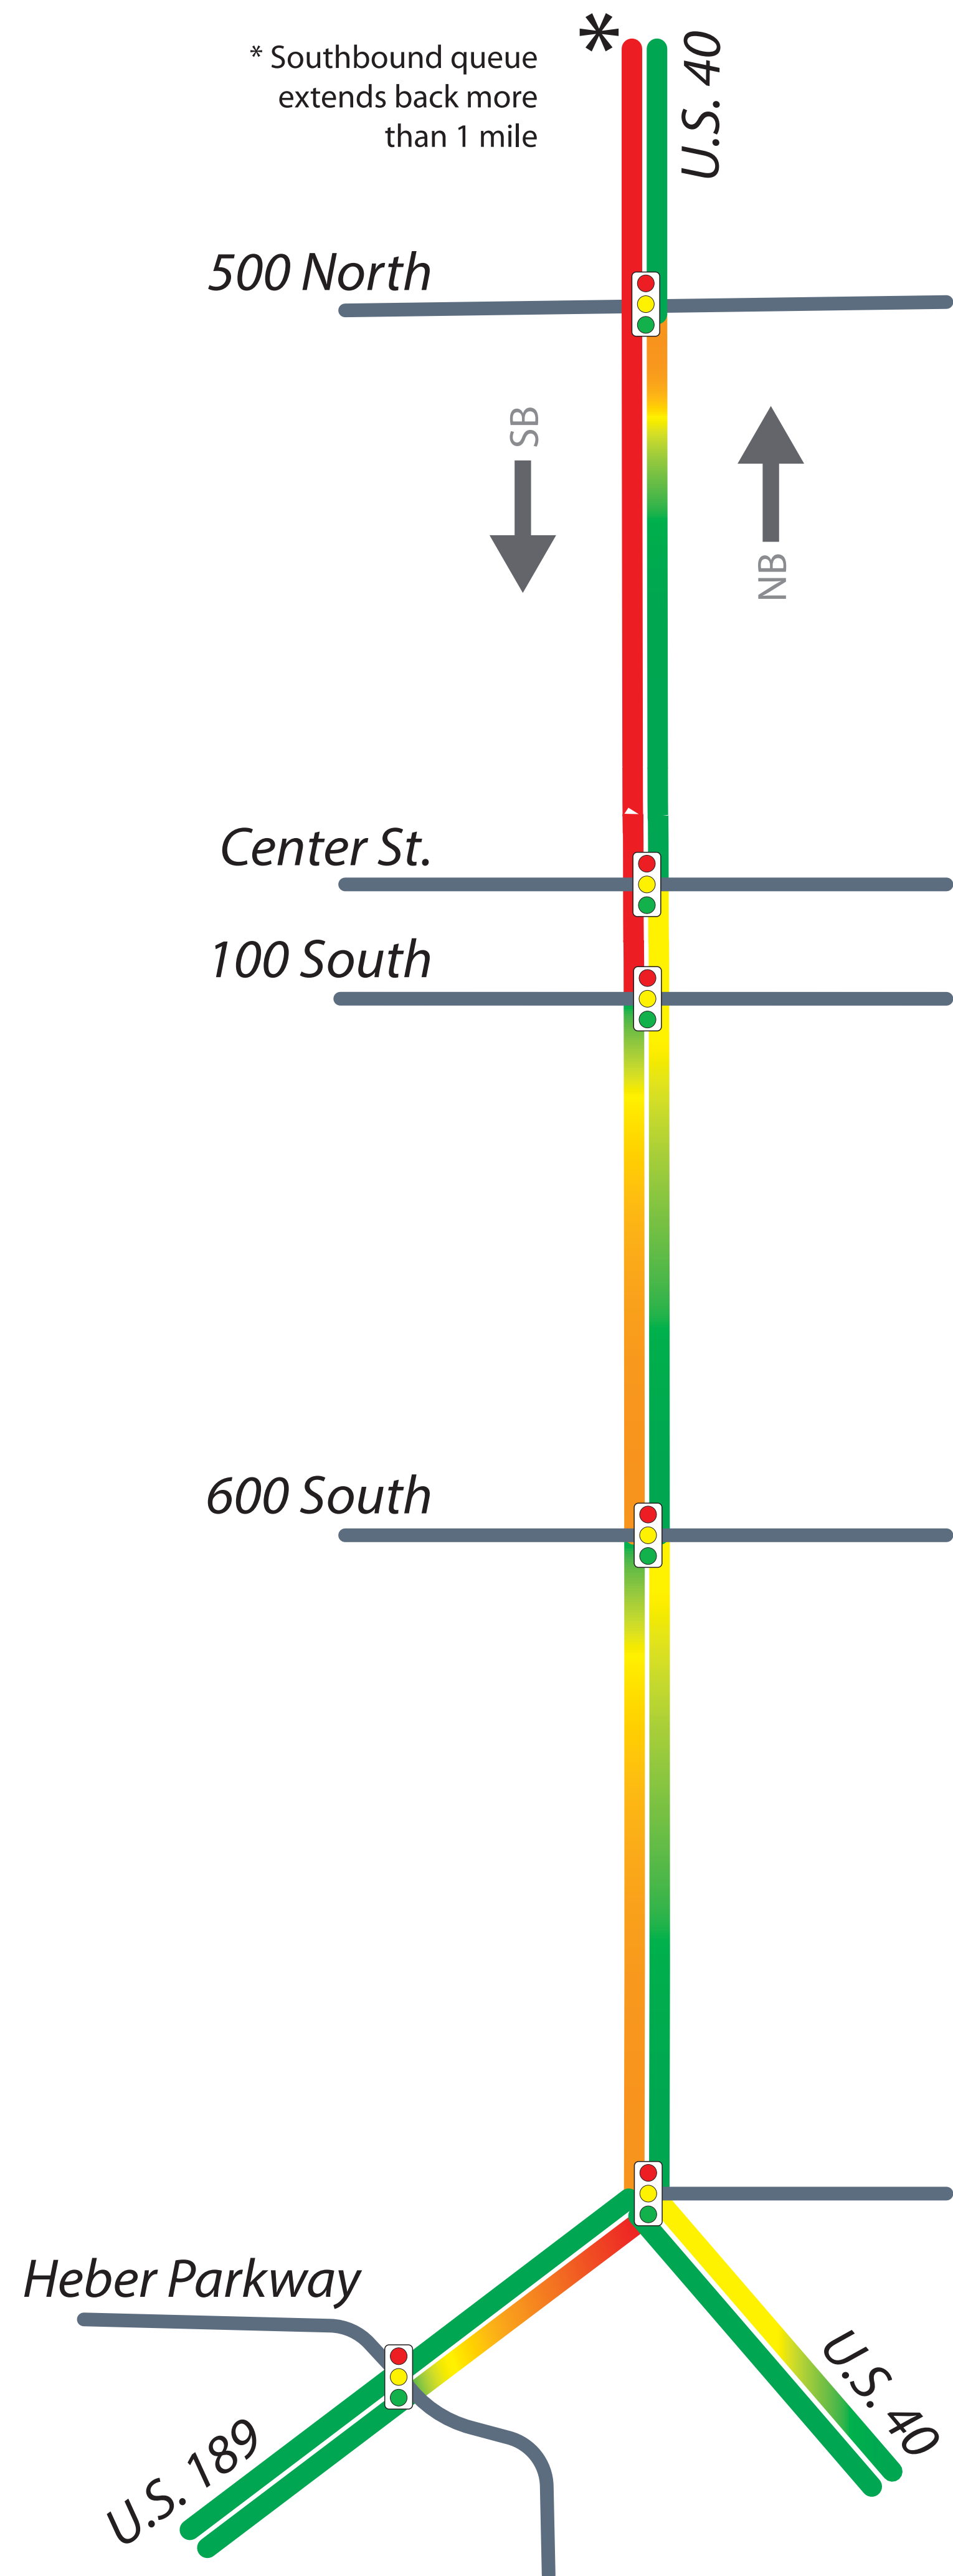 *
U.S. 40
* Southbound queue
extends back more
than 1 mile
500 North
SB
NB
Center St.
100 South
600 South
Heber Parkway
U.S. 40
U.S. 189